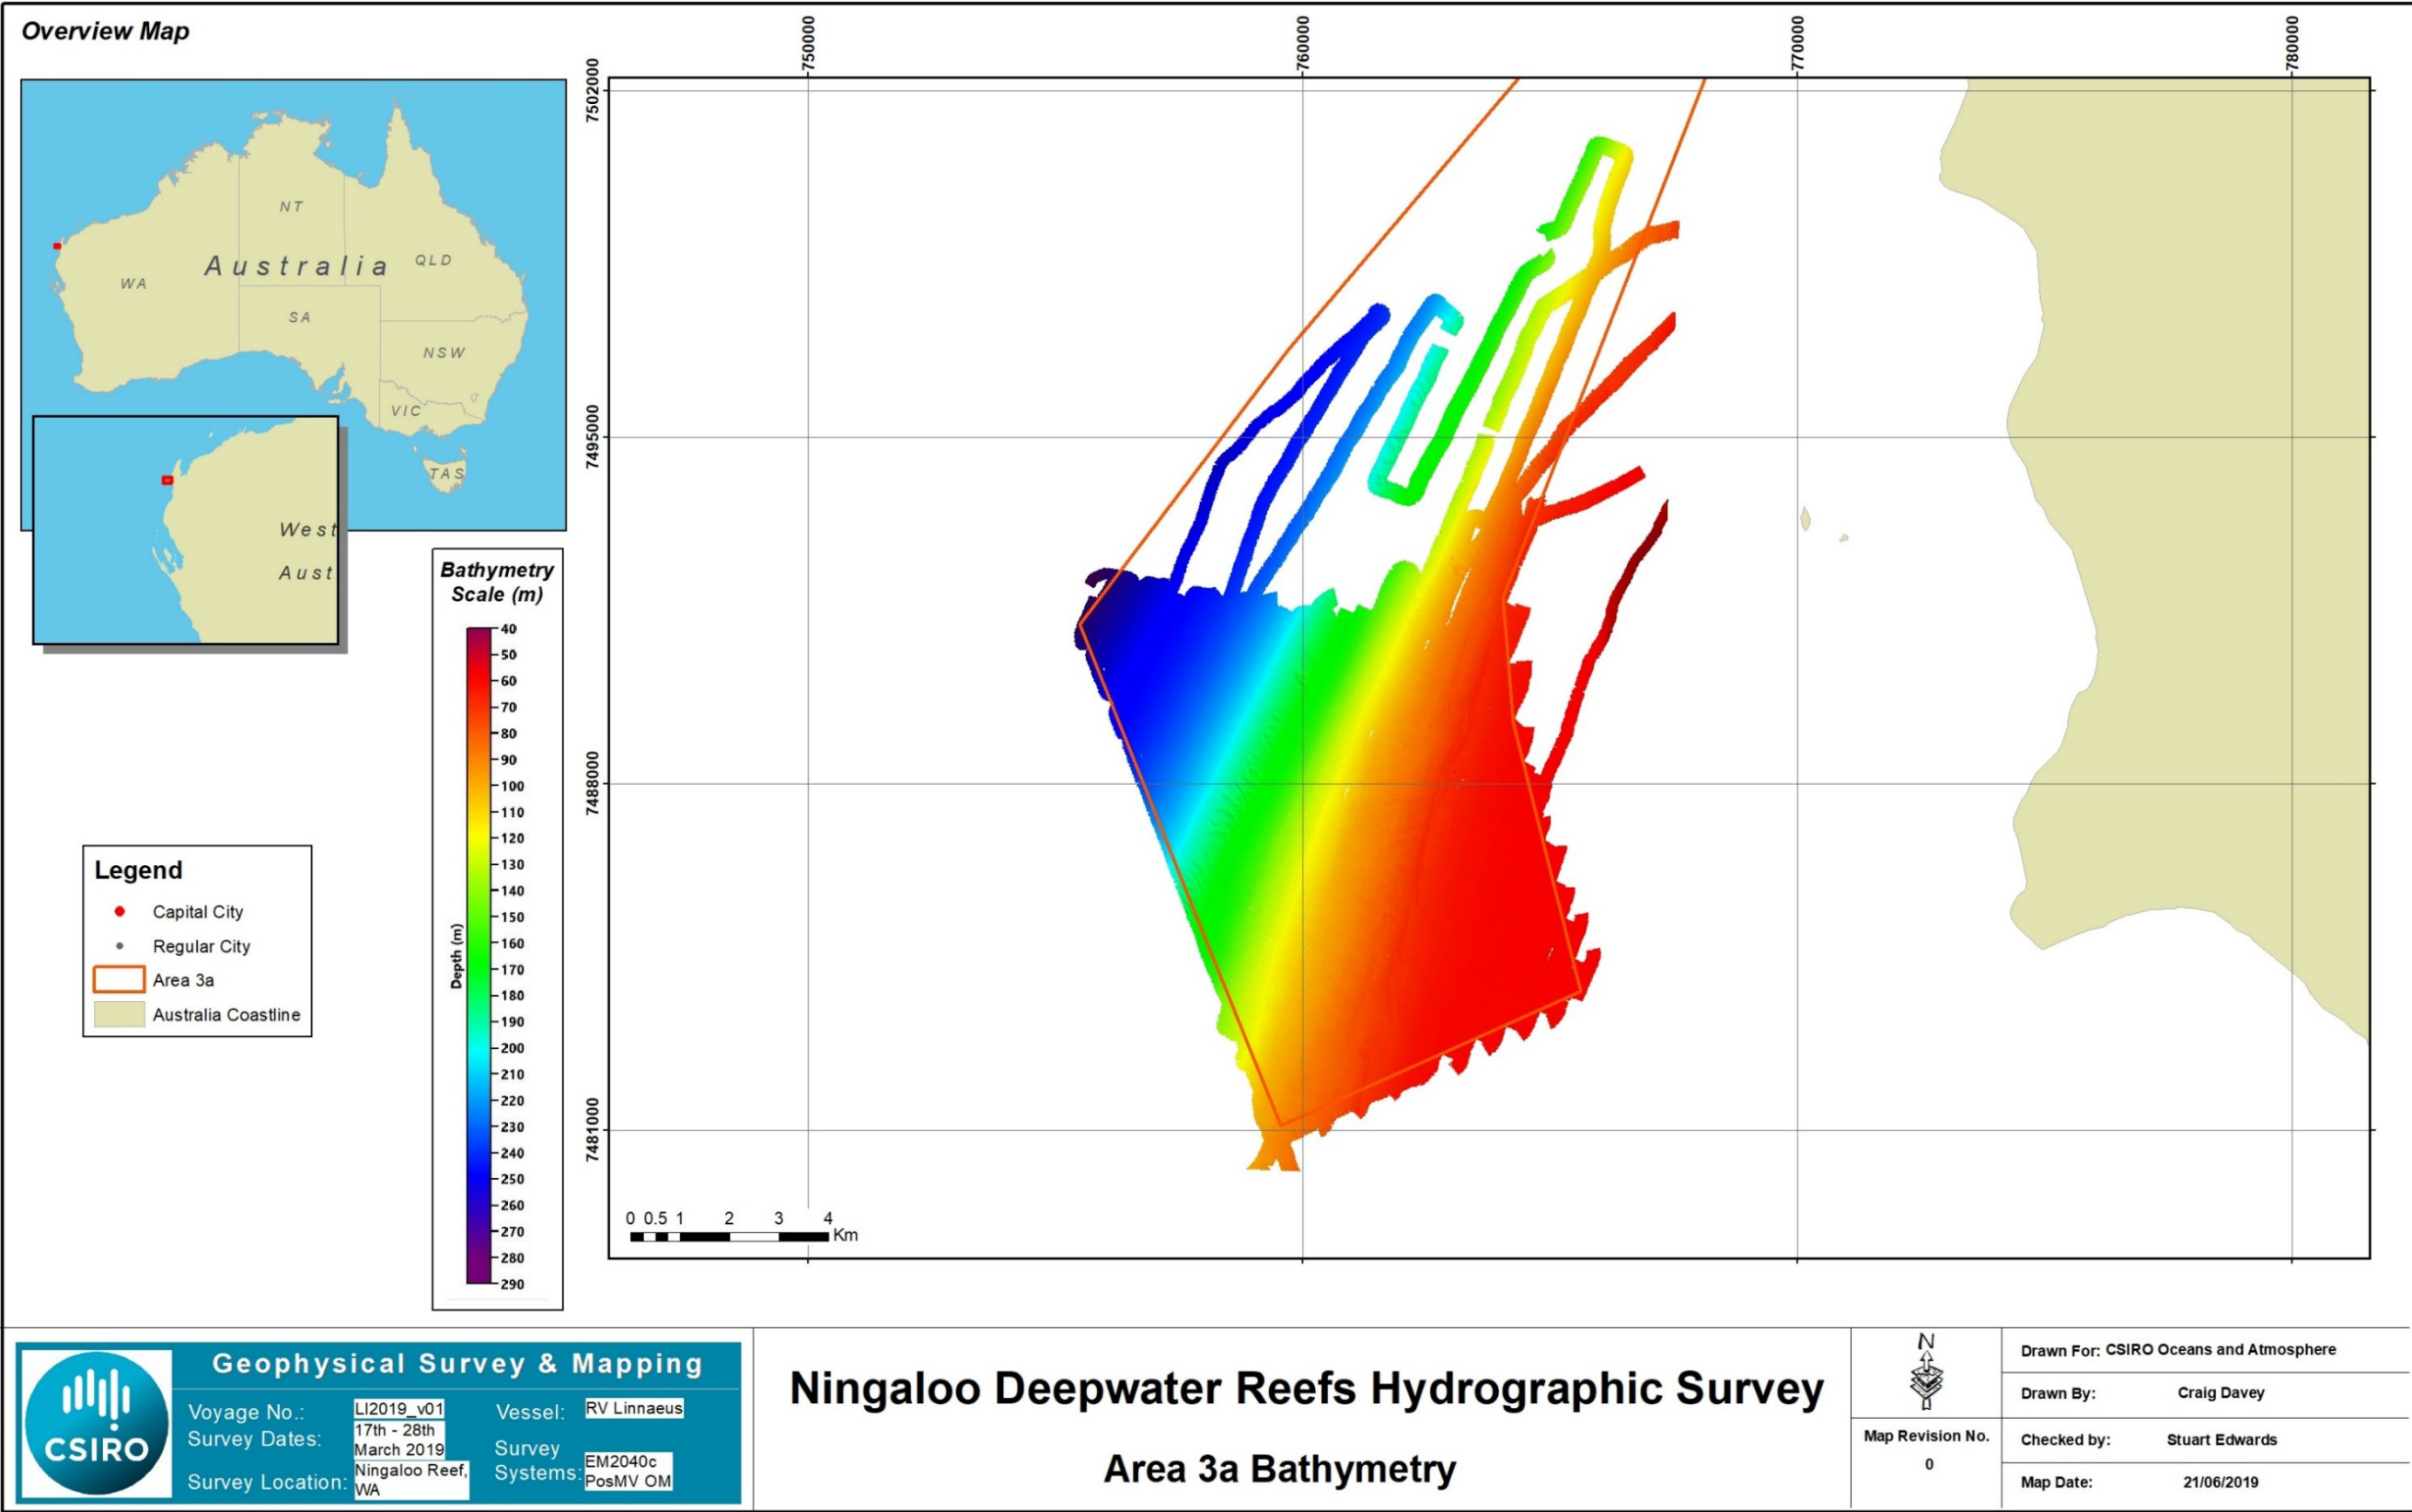 Overview Map
NT
Australia
QLD
WA
SA
NSW
VIC
TAS
West
Aust
Bathymetry
Scale (m)
Depth (m)
40
50
60
70
80
90
100
110
120
130
140
150
160
170
180
190
200
210
220
230
240
250
260
270
280
290
Legend
Capital City
Regular City
Area 3a
Australia Coastline
750000
760000
770000
780000
7502000
7495000
7488000
7481000
0 0.5 1 2 3 4
Km
CSIRO
Geophysical Survey & Mapping
Voyage No.: LI2019_v01
Survey Dates: 17th - 28th
March 2019
Survey Location: Ningaloo Reef,
WA
Vessel: RV Linnaeus
Survey
Systems: EM2040c
PosMV OM
Ningaloo Deepwater Reefs Hydrographic Survey
Area 3a Bathymetry
N
Map Revision No.
0
Drawn For: CSIRO Oceans and Atmosphere
Drawn By: Craig Davey
Checked by: Stuart Edwards
Map Date: 21/06/2019